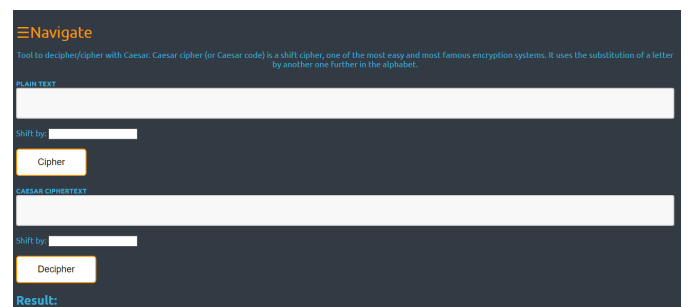 ☰Navigate
Tool to decipher/cipher with Caesar. Caesar cipher (or Caesar code) is a shift cipher, one of the most easy and most famous encryption systems. It uses the substitution of a letter
by another one further in the alphabet.
PLAIN TEXT
Shift by:
Cipher
CAESAR CIPHERTEXT
Shift by:
Decipher
Result: